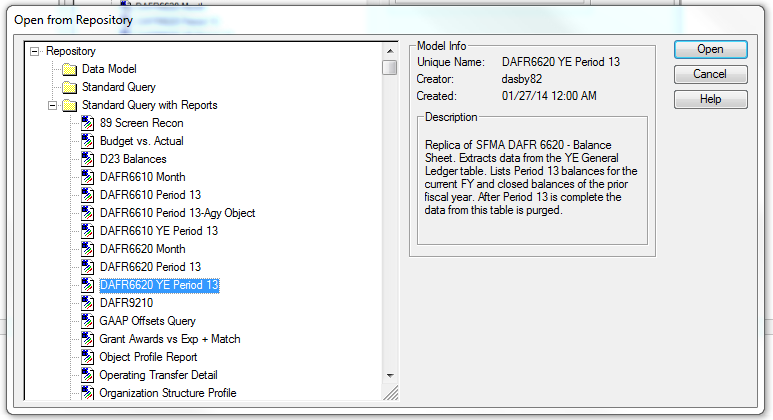 Open from Repository
Repository
Data Model
Standard Query
Standard Query with Reports
89 Screen Recon
Budget vs. Actual
D23 Balances
DAFR6610 Month
DAFR6610 Period 13
DAFR6610 Period 13-Agy Object
DAFR6610 YE Period 13
DAFR6620 Month
DAFR6620 Period 13
DAFR6620 YE Period 13
DAFR9210
GAAP Offsets Query
Grant Awards vs Exp + Match
Object Profile Report
Operating Transfer Detail
Organization Structure Profile
Model Info
Unique Name: DAFR6620 YE Period 13
Creator: dasby82
Created: 01/27/14 12:00 AM
Description
Replica of SFMA DAFR 6620 - Balance
Sheet. Extracts data from the YE General
Ledger table. Lists Period 13 balances for the
current FY and closed balances of the prior
fiscal year. After Period 13 is complete the
data from this table is purged.
Open
Cancel
Help